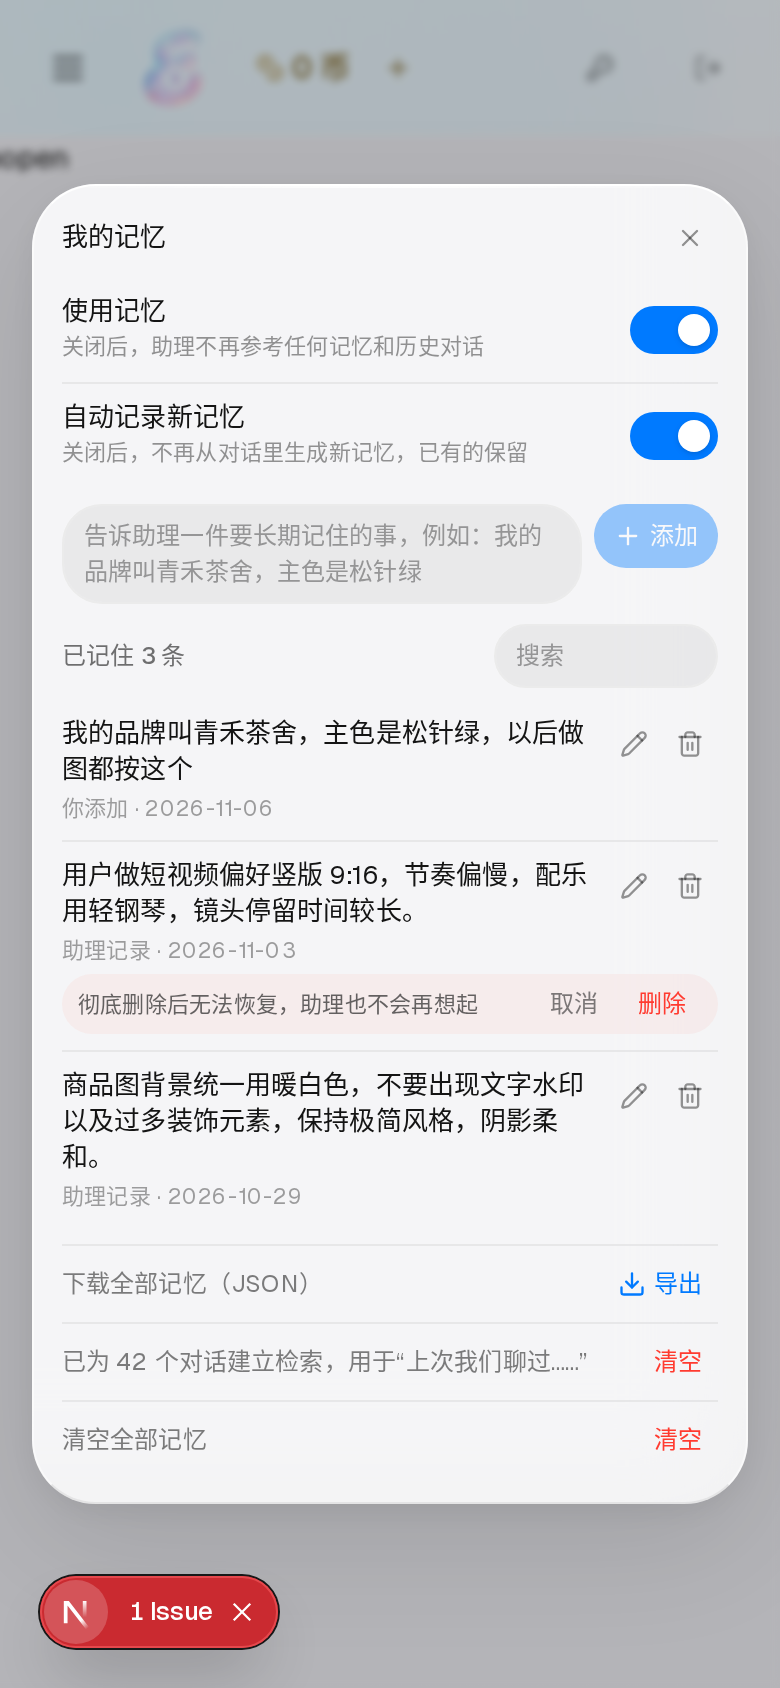 0 币
open
我的记忆
使用记忆
关闭后，助理不再参考任何记忆和历史对话
自动记录新记忆
关闭后，不再从对话里生成新记忆，已有的保留
告诉助理一件要长期记住的事，例如：我的
品牌叫青禾茶舍，主色是松针绿
添加
已记住 3 条
搜索
我的品牌叫青禾茶舍，主色是松针绿，以后做
图都按这个
你添加 · 2026-11-06
用户做短视频偏好竖版 9:16，节奏偏慢，配乐
用轻钢琴，镜头停留时间较长。
助理记录 · 2026-11-03
彻底删除后无法恢复，助理也不会再想起
取消
删除
商品图背景统一用暖白色，不要出现文字水印
以及过多装饰元素，保持极简风格，阴影柔
和。
助理记录 · 2026-10-29
下载全部记忆（JSON）
导出
已为 42 个对话建立检索，用于“上次我们聊过……”
清空
清空全部记忆
清空
N
1 Issue